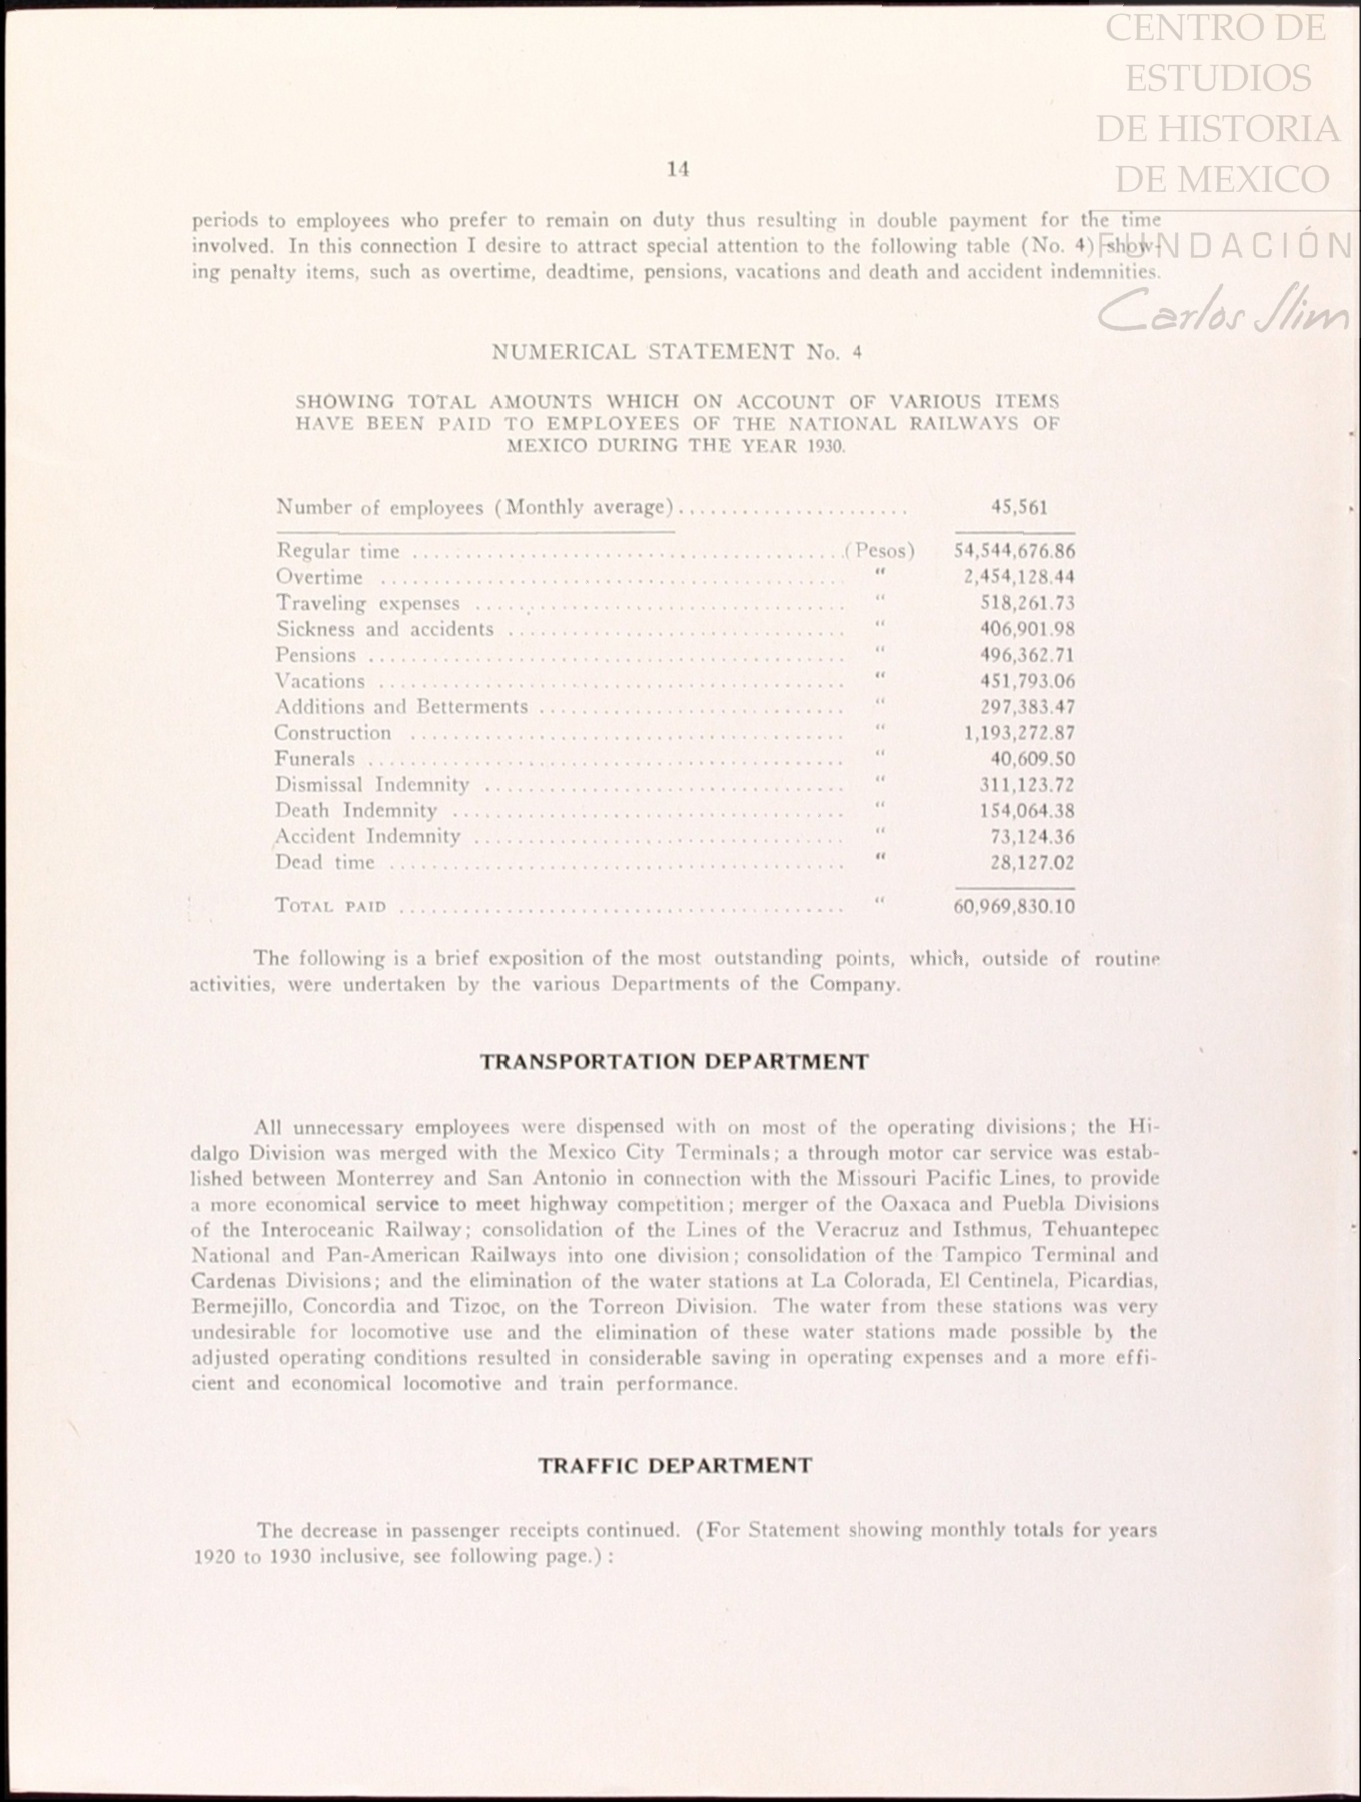 CENTRO DE
ESTUDIOS
DE HISTORIA
DE MEXICO
FUNDACIÓN
Carlos Slim
14
periods to employees who prefer to remain on duty thus resulting in double payment for the time
involved. In this connection I desire to attract special attention to the following table (No. 4) show-
ing penalty items, such as overtime, deadtime, pensions, vacations and death and accident indemnities.
NUMERICAL STATEMENT No. 4
SHOWING TOTAL AMOUNTS WHICH ON ACCOUNT OF VARIOUS ITEMS
HAVE BEEN PAID TO EMPLOYEES OF THE NATIONAL RAILWAYS OF
MEXICO DURING THE YEAR 1930.
Number of employees (Monthly average)...................... 45,561
Regular time ........................................(Pesos) 54,544,676.86
Overtime ........................................ " 2,454,128.44
Traveling expenses ................................... " 518,261.73
Sickness and accidents ................................ " 406,901.98
Pensions ............................................. " 496,362.71
Vacations ............................................ " 451,793.06
Additions and Betterments ............................. " 297,383.47
Construction ......................................... " 1,193,272.87
Funerals ............................................. " 40,609.50
Dismissal Indemnity .................................. " 311,123.72
Death Indemnity ..................................... " 154,064.38
Accident Indemnity ................................... " 73,124.36
Dead time ........................................... " 28,127.02
TOTAL PAID .......................................... " 60,969,830.10
The following is a brief exposition of the most outstanding points, which, outside of routine
activities, were undertaken by the various Departments of the Company.
TRANSPORTATION DEPARTMENT
All unnecessary employees were dispensed with on most of the operating divisions; the Hi-
dalgo Division was merged with the Mexico City Terminals; a through motor car service was estab-
lished between Monterrey and San Antonio in connection with the Missouri Pacific Lines, to provide
a more economical service to meet highway competition; merger of the Oaxaca and Puebla Divisions
of the Interoceanic Railway; consolidation of the Lines of the Veracruz and Isthmus, Tehuantepec
National and Pan-American Railways into one division; consolidation of the Tampico Terminal and
Cardenas Divisions; and the elimination of the water stations at La Colorada, El Centinela, Picardias,
Bermejillo, Concordia and Tizoc, on the Torreon Division. The water from these stations was very
undesirable for locomotive use and the elimination of these water stations made possible by the
adjusted operating conditions resulted in considerable saving in operating expenses and a more effi-
cient and economical locomotive and train performance.
TRAFFIC DEPARTMENT
The decrease in passenger receipts continued. (For Statement showing monthly totals for years
1920 to 1930 inclusive, see following page.) :